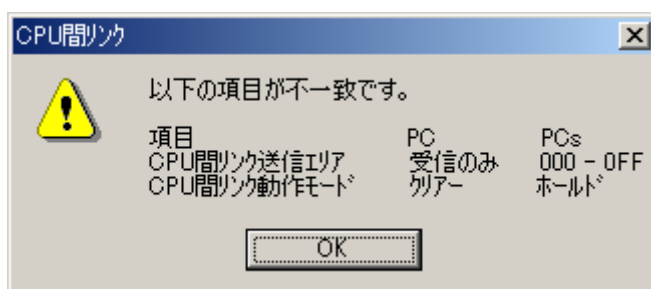 CPU間ﾘﾝｸ
以下の項目が不一致です。
項目 PC PCs
CPU間ﾘﾝｸ送信ｴﾘｱ 受信のみ 000 - 0FF
CPU間ﾘﾝｸ動作ﾓｰﾄﾞ ｸﾘｱｰ ﾎｰﾙﾄﾞ
OK